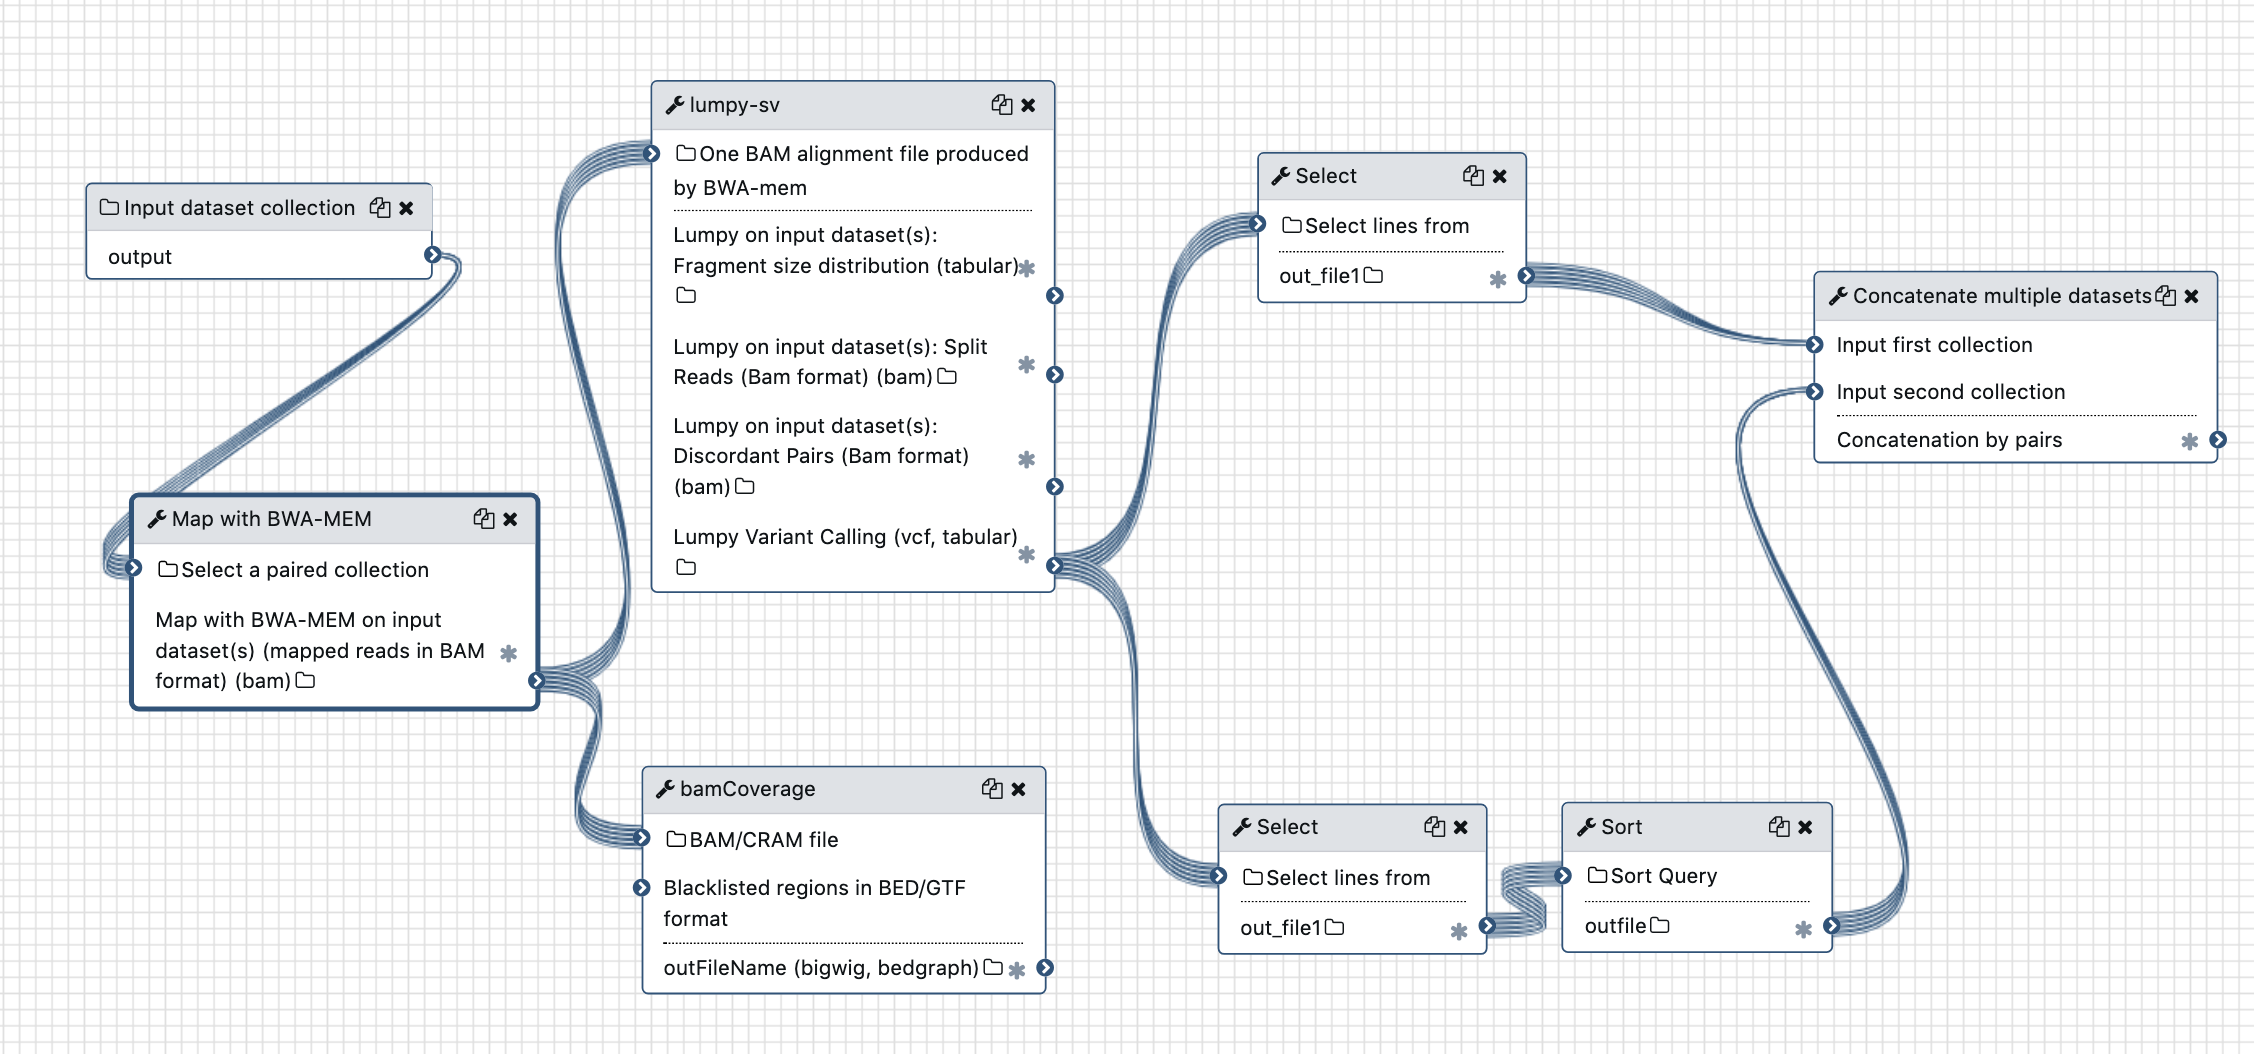 Input dataset collection
output
Map with BWA-MEM
Select a paired collection
Map with BWA-MEM on input
dataset(s) (mapped reads in BAM
format) (bam)
lumpy-sv
One BAM alignment file produced
by BWA-mem
Lumpy on input dataset(s):
Fragment size distribution (tabular)
Lumpy on input dataset(s): Split
Reads (Bam format) (bam)
Lumpy on input dataset(s):
Discordant Pairs (Bam format)
(bam)
Lumpy Variant Calling (vcf, tabular)
bamCoverage
BAM/CRAM file
Blacklisted regions in BED/GTF
format
outFileName (bigwig, bedgraph)
Select
Select lines from
out_file1
Select
Select lines from
out_file1
Sort
Sort Query
outfile
Concatenate multiple datasets
Input first collection
Input second collection
Concatenation by pairs